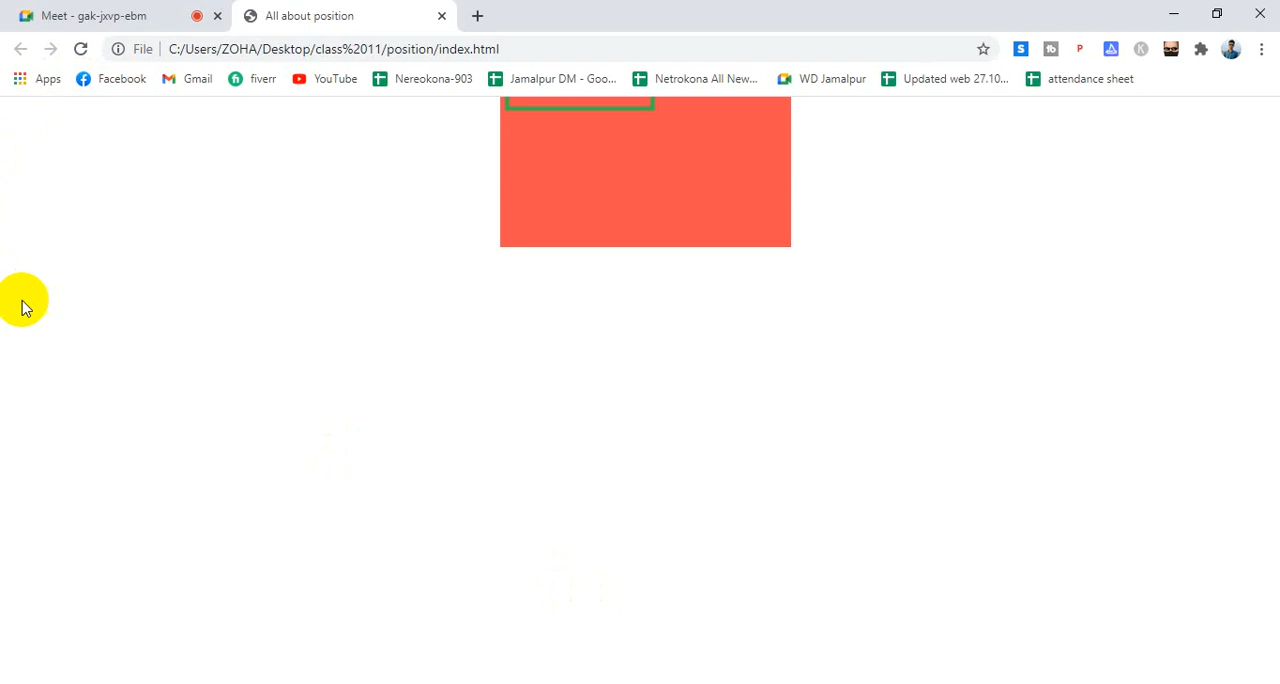 Meet - gak-jxvp-ebm
All about position
File C:/Users/ZOHA/Desktop/class%2011/position/index.html
Apps Facebook Gmail fiverr YouTube Nereokona-903 Jamalpur DM - Goo... Netrokona All New... WD Jamalpur Updated web 27.10... attendance sheet